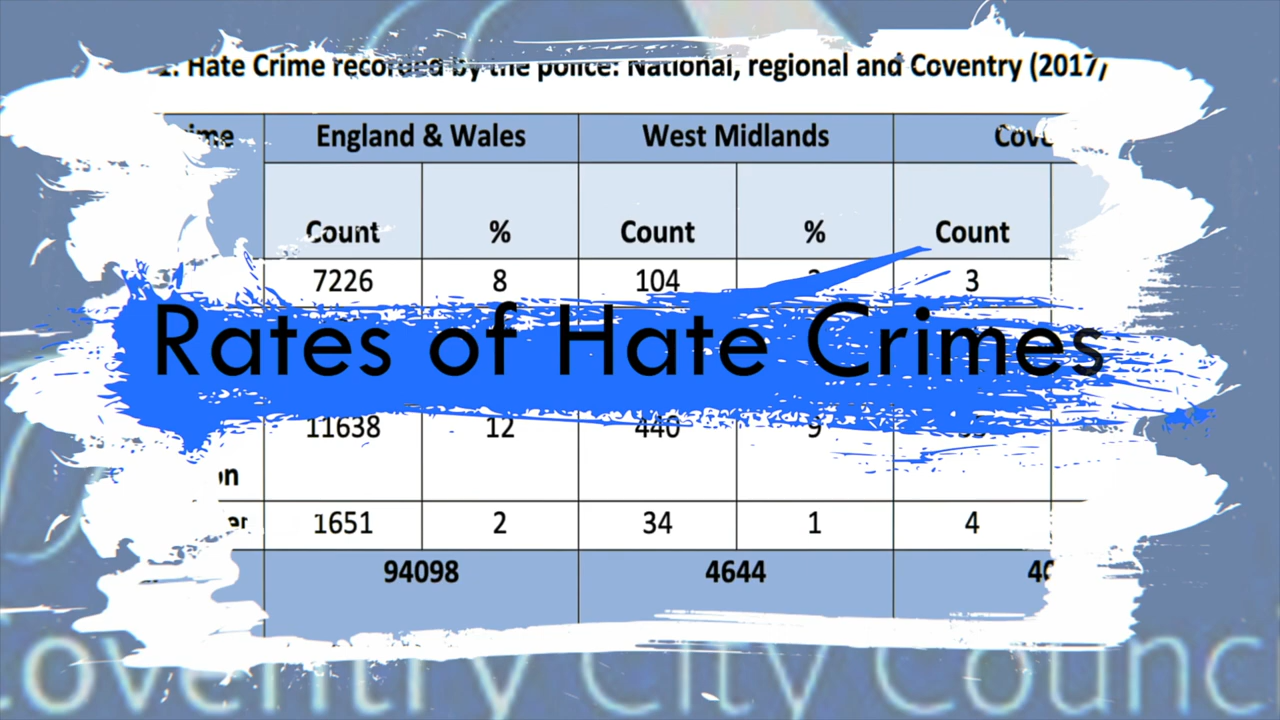 1. Hate Crime recorded by the police: National, regional and Coventry (2017/
England & Wales West Midlands
Count % Count % Count
7226 8 104 3
Rates of Hate Crimes
11638 12 440 9
1651 2 34 1 4
94098 4644
Coventry City Counc